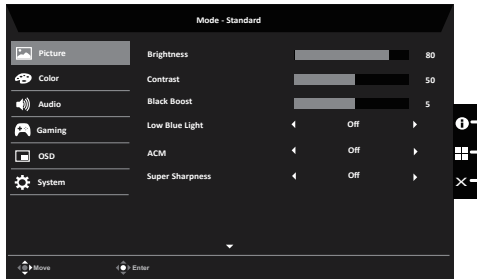 Mode - Standard
Picture
Brightness 80
Color
Contrast 50
Audio
Black Boost 5
Gaming
Low Blue Light Off
OSD
ACM Off
System
Super Sharpness Off
Move Enter